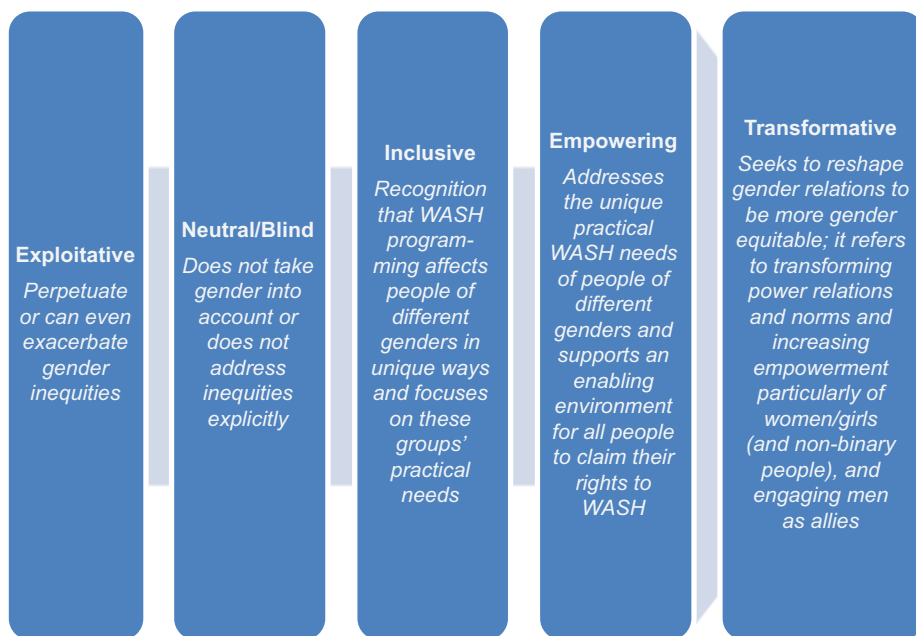 Exploitative
Perpetuate
or can even
exacerbate
gender
inequities
Neutral/Blind
Does not take
gender into
account or
does not
address
inequities
explicitly
Inclusive
Recognition
that WASH
program-
ming affects
people of
different
genders in
unique ways
and focuses
on these
groups’
practical
needs
Empowering
Addresses
the unique
practical
WASH needs
of people of
different
genders and
supports an
enabling
environment
for all people
to claim their
rights to
WASH
Transformative
Seeks to reshape
gender relations to
be more gender
equitable; it refers
to transforming
power relations
and norms and
increasing
empowerment
particularly of
women/girls
(and non-binary
people), and
engaging men
as allies